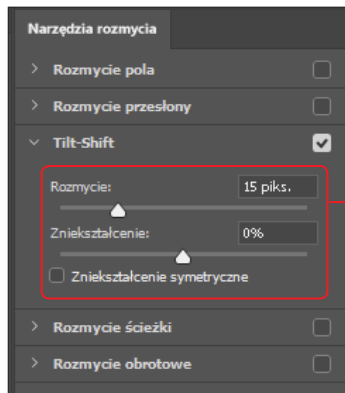 Narzędzia rozmycia
Rozmycie pola
Rozmycie przesłony
Tilt-Shift
Rozmycie: 15 piks.
Zniekształcenie: 0%
Zniekształcenie symetryczne
Rozmycie ścieżki
Rozmycie obrotowe